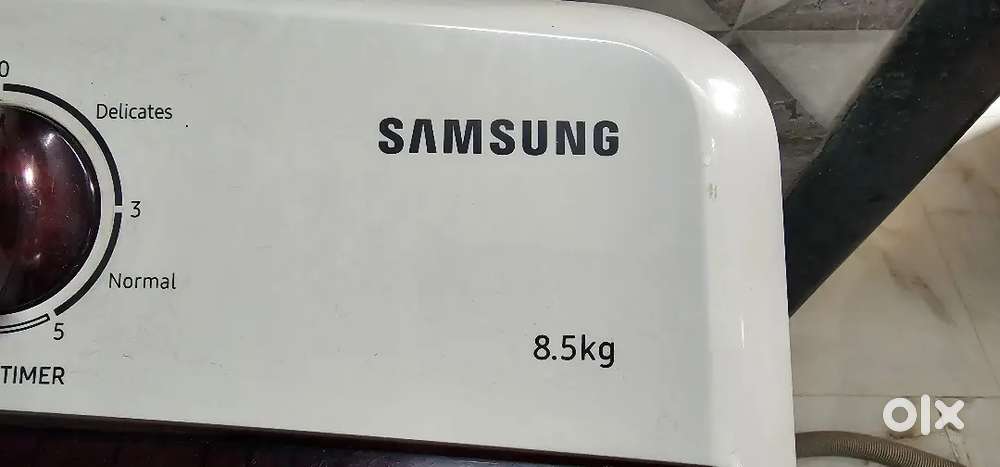 0
Delicates
SAMSUNG
3
Normal
5
8.5kg
TIMER
olx